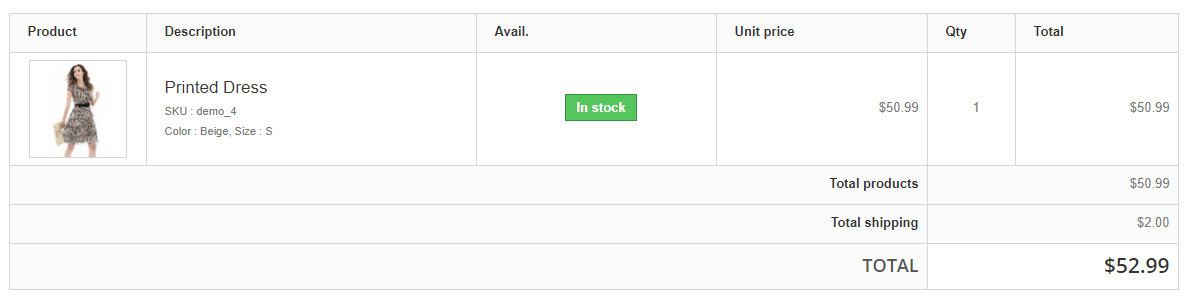 Product Description Avail. Unit price Qty Total
Printed Dress
SKU : demo_4
Color : Beige, Size : S
In stock
$50.99 1 $50.99
Total products $50.99
Total shipping $2.00
TOTAL $52.99